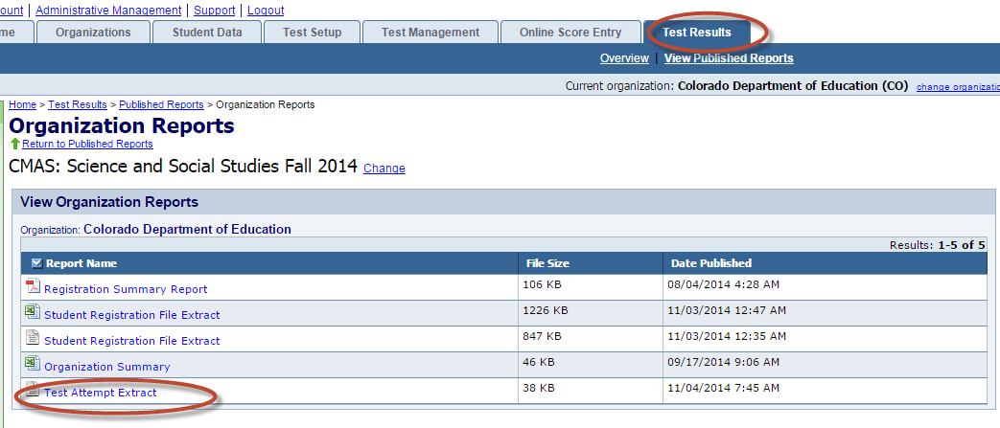 ount | Administrative Management | Support | Logout
me Organizations Student Data Test Setup Test Management Online Score Entry Test Results
Overview | View Published Reports
Current organization: Colorado Department of Education (CO) change organizatio
Home > Test Results > Published Reports > Organization Reports
Organization Reports
Return to Published Reports
CMAS: Science and Social Studies Fall 2014 Change
View Organization Reports
Organization: Colorado Department of Education
Results: 1-5 of 5
Report Name File Size Date Published
Registration Summary Report 106 KB 08/04/2014 4:28 AM
Student Registration File Extract 1226 KB 11/03/2014 12:47 AM
Student Registration File Extract 847 KB 11/03/2014 12:35 AM
Organization Summary 46 KB 09/17/2014 9:06 AM
Test Attempt Extract 38 KB 11/04/2014 7:45 AM